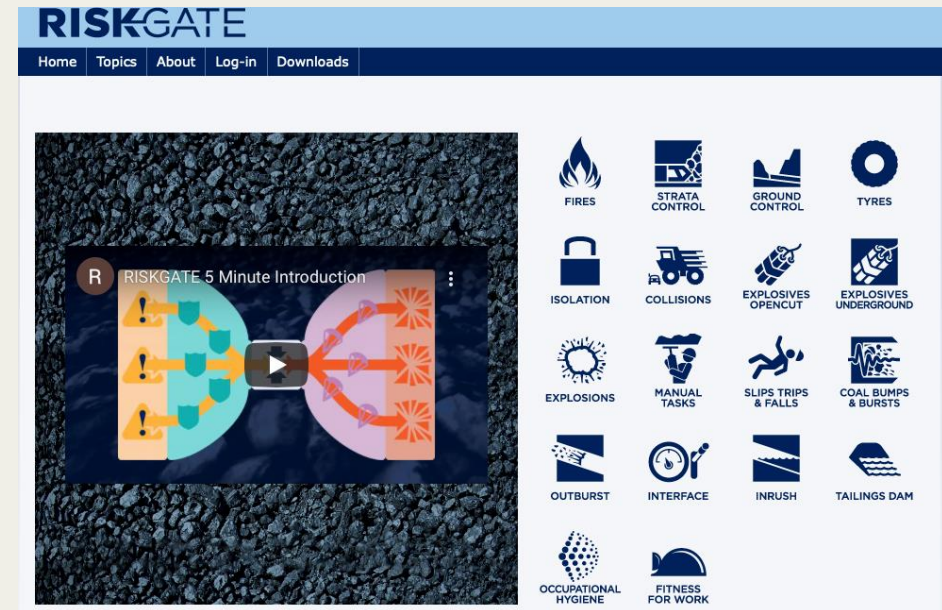 RISKGATE
Home Topics About Log-in Downloads
R RISKGATE 5 Minute Introduction
FIRES
STRATA
CONTROL
GROUND
CONTROL
TYRES
ISOLATION
COLLISIONS
EXPLOSIVES
OPENCUT
EXPLOSIVES
UNDERGROUND
EXPLOSIONS
MANUAL
TASKS
SLIPS TRIPS
& FALLS
COAL BUMPS
& BURSTS
OUTBURST
INTERFACE
INRUSH
TAILINGS DAM
OCCUPATIONAL
HYGIENE
FITNESS
FOR WORK